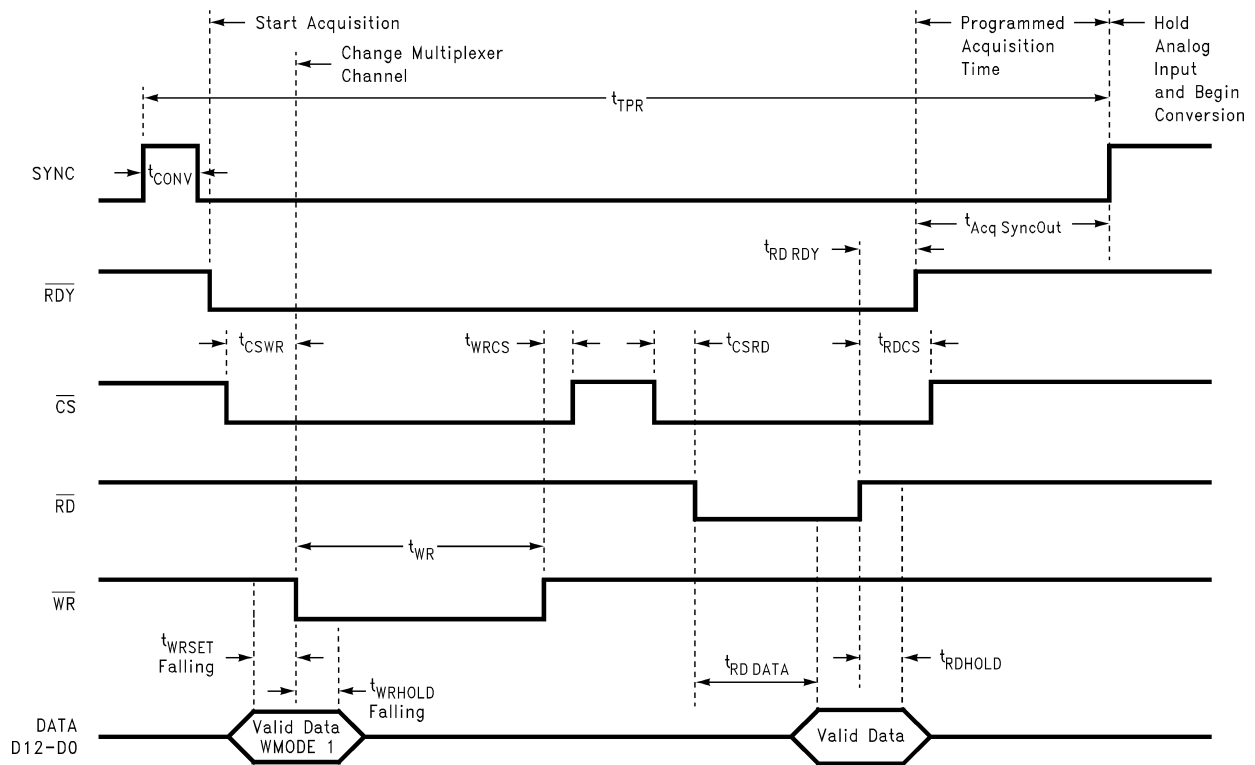 Start Acquisition
Change Multiplexer
Channel
Programmed
Acquisition
Time
Hold
Analog
Input
and Begin
Conversion
tTPR
SYNC
tCONV
tAcq SyncOut
tRD RDY
RDY
tCSWR
tWRCS
tCSRD
tRDCS
CS
RD
tWR
WR
tWRSET
Falling
tWRHOLD
Falling
tRD DATA
tRDHOLD
DATA
D12-D0
Valid Data
WMODE 1
Valid Data